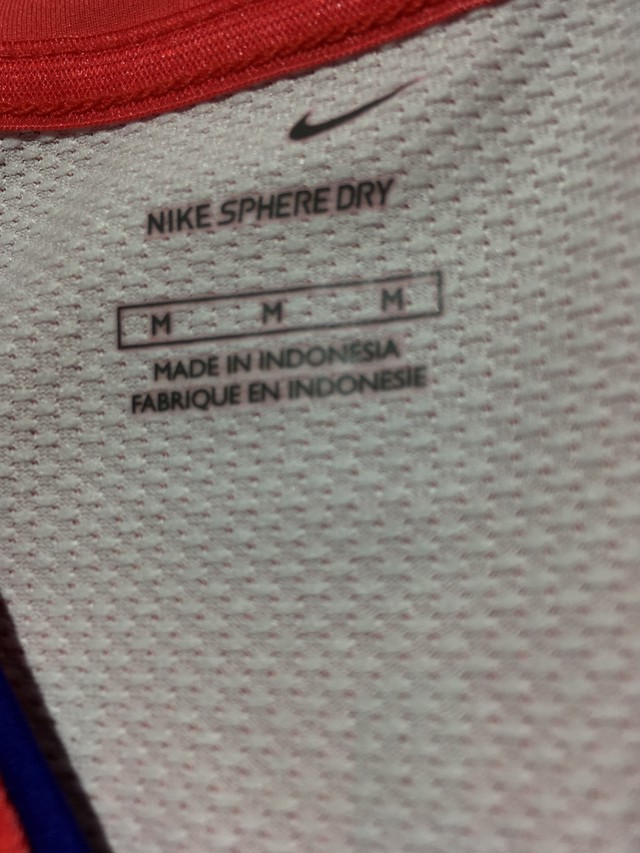 NIKE SPHERE DRY
M M M
MADE IN INDONESIA
FABRIQUE EN INDONESIE